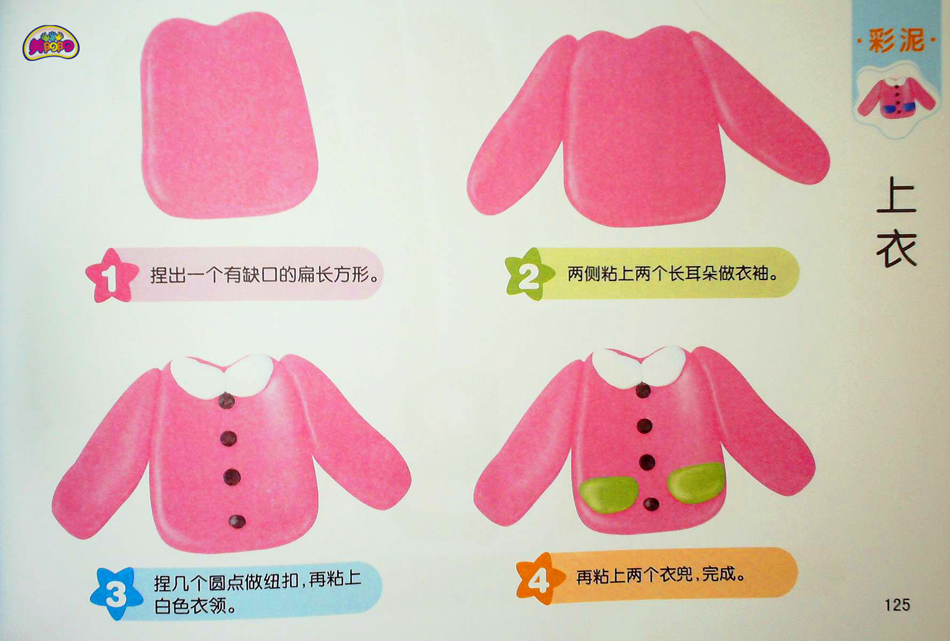 MPOPO
·彩泥·
上衣
1 捏出一个有缺口的扁长方形。
2 两侧粘上两个长耳朵做衣袖。
3 捏几个圆点做纽扣,再粘上
白色衣领。
4 再粘上两个衣兜,完成。
125